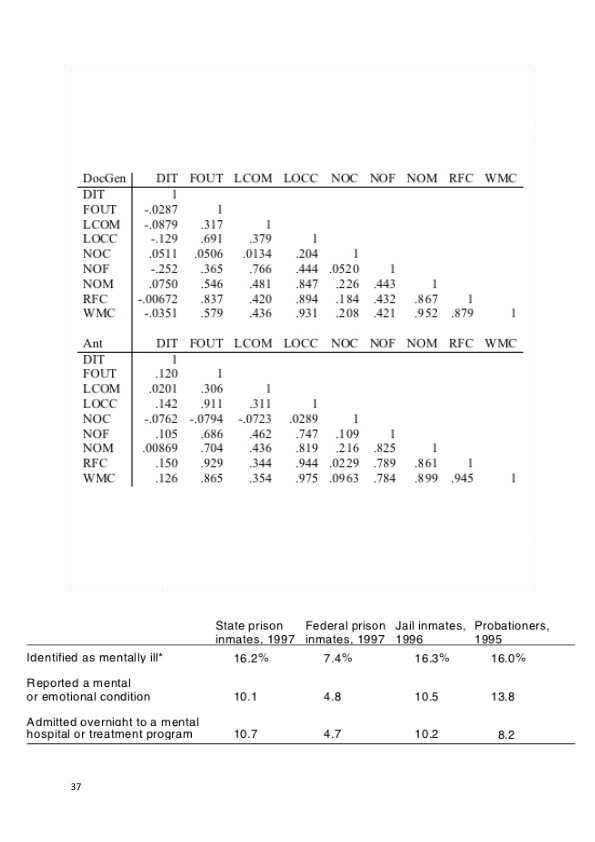 DocGen DIT FOUT LCOM LOCC NOC NOF NOM RFC WMC
DIT 1
FOUT -.0287 1
LCOM -.0879 .317 1
LOCC -.129 .691 .379 1
NOC .0511 .0506 .0134 .204 1
NOF -.252 .365 .766 .444 .0520 1
NOM .0750 .546 .481 .847 .226 .443 1
RFC -.00672 .837 .420 .894 .184 .432 .867 1
WMC -.0351 .579 .436 .931 .208 .421 .952 .879 1
Ant DIT FOUT LCOM LOCC NOC NOF NOM RFC WMC
DIT 1
FOUT .120 1
LCOM .0201 .306 1
LOCC .142 .911 .311 1
NOC -.0762 -.0794 -.0723 .0289 1
NOF .105 .686 .462 .747 .109 1
NOM .00869 .704 .436 .819 .216 .825 1
RFC .150 .929 .344 .944 .0229 .789 .861 1
WMC .126 .865 .354 .975 .0963 .784 .899 .945 1
State prison Federal prison Jail inmates, Probationers,
inmates, 1997 inmates, 1997 1996 1995
Identified as mentally ill* 16.2% 7.4% 16.3% 16.0%
Reported a mental
or emotional condition 10.1 4.8 10.5 13.8
Admitted overnight to a mental
hospital or treatment program 10.7 4.7 10.2 8.2
37